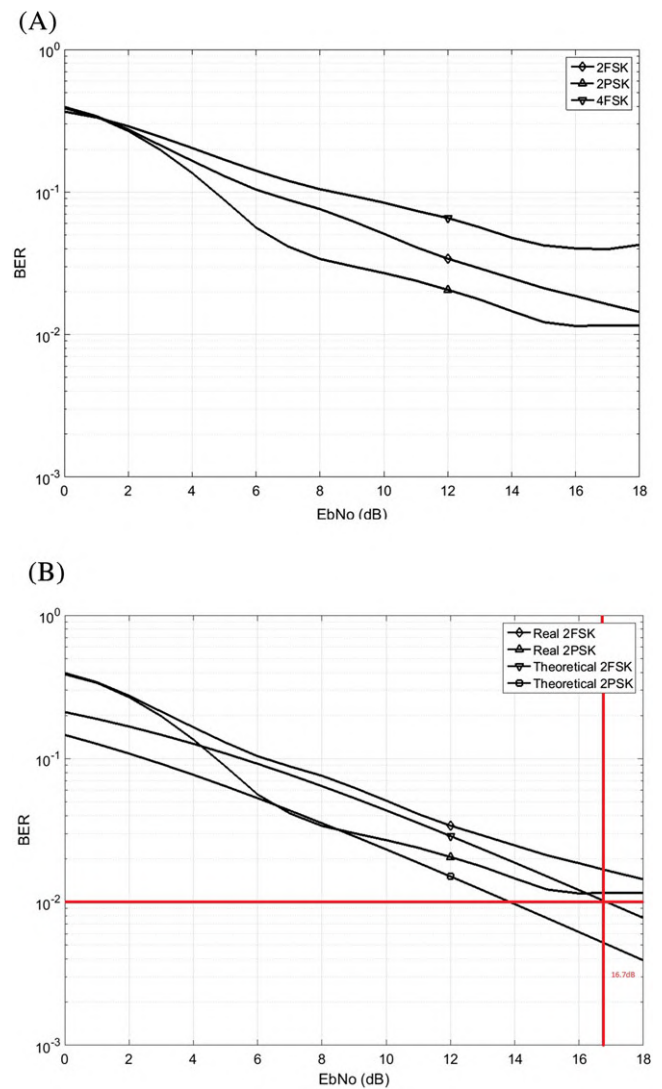 (A)
10^0
2FSK
2PSK
4FSK
10^-1
BER
10^-2
10^-3
0 2 4 6 8 10 12 14 16 18
EbNo (dB)
(B)
10^0
Real 2FSK
Real 2PSK
Theoretical 2FSK
Theoretical 2PSK
10^-1
BER
10^-2
16.7dB
10^-3
0 2 4 6 8 10 12 14 16 18
EbNo (dB)